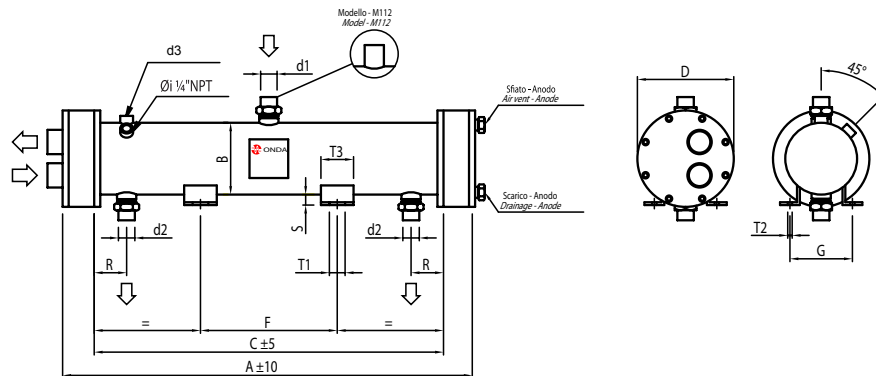 Modello - M112
Model - M112
d3
d1
Øi ¼"NPT
ONDA
B
T3
Sfiato - Anodo
Air vent - Anode
Scarico - Anodo
Drainage - Anode
D
45°
d2
S
d2
R
T1
R
T2
G
=
F
=
C ±5
A ±10